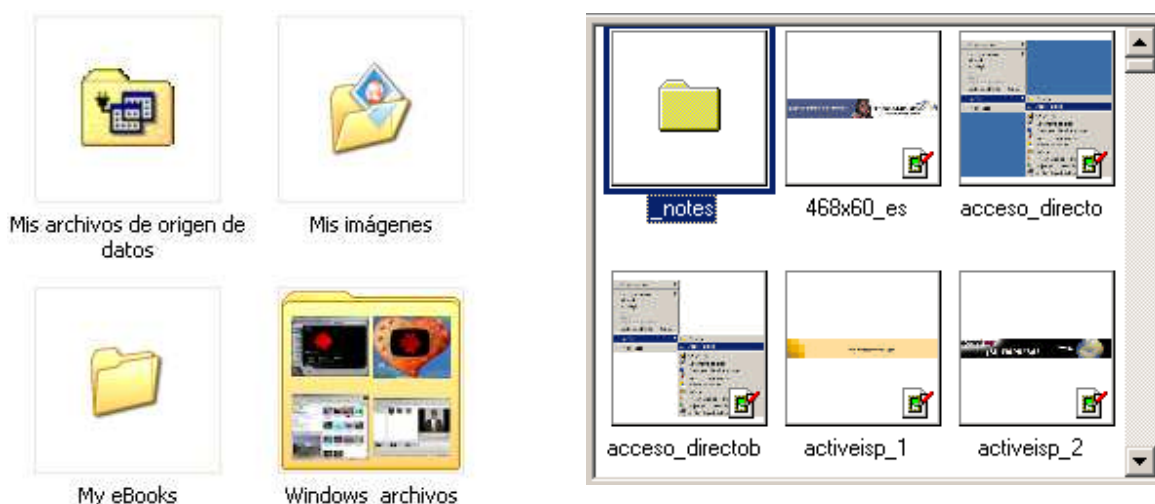 Mis archivos de origen de
datos
Mis imágenes
My eBooks
Windows_archivos
_notes
468x60_es
acceso_directo
acceso_directob
activeisp_1
activeisp_2